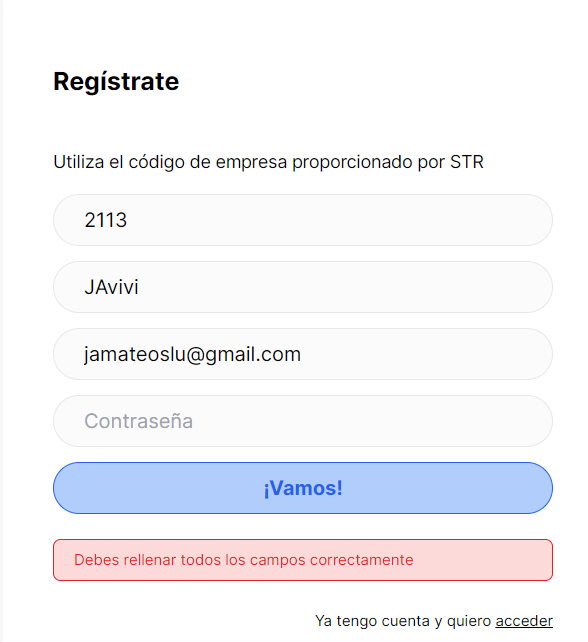 Regístrate
Utiliza el código de empresa proporcionado por STR
2113
JAvivi
jamateoslu@gmail.com
Contraseña
¡Vamos!
Debes rellenar todos los campos correctamente
Ya tengo cuenta y quiero acceder